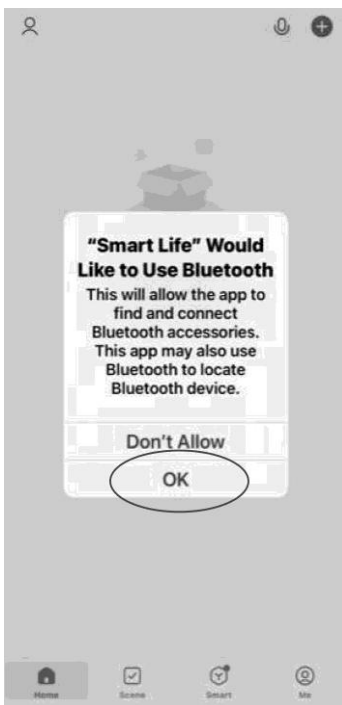 “Smart Life” Would
Like to Use Bluetooth
This will allow the app to
find and connect
Bluetooth accessories.
This app may also use
Bluetooth to locate
Bluetooth device.
Don't Allow
OK
Home
Scene
Smart
Me